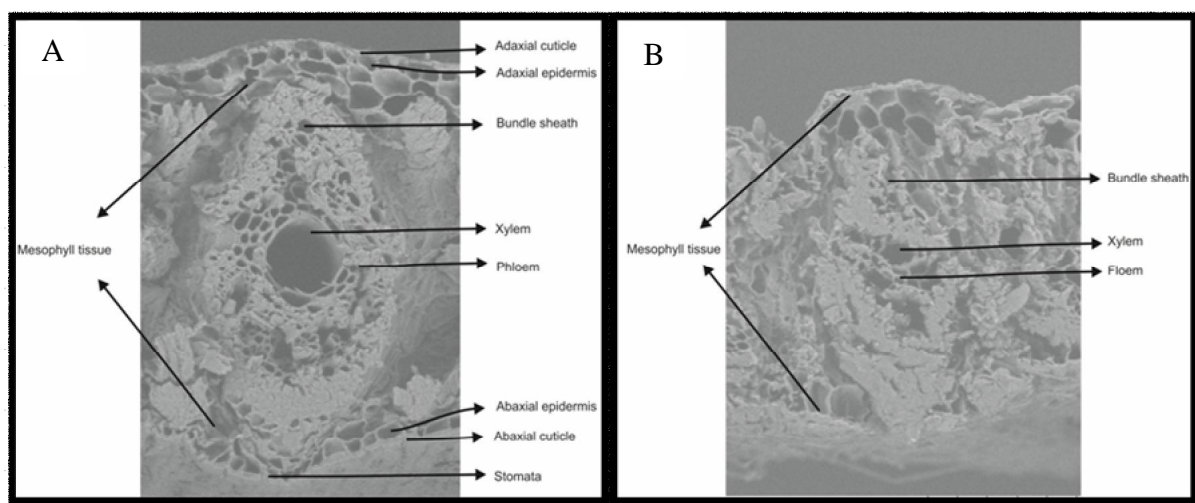 A
Adaxial cuticle
Adaxial epidermis
Bundle sheath
Xylem
Phloem
Mesophyll tissue
Abaxial epidermis
Abaxial cuticle
Stomata
B
Bundle sheath
Xylem
Floem
Mesophyll tissue